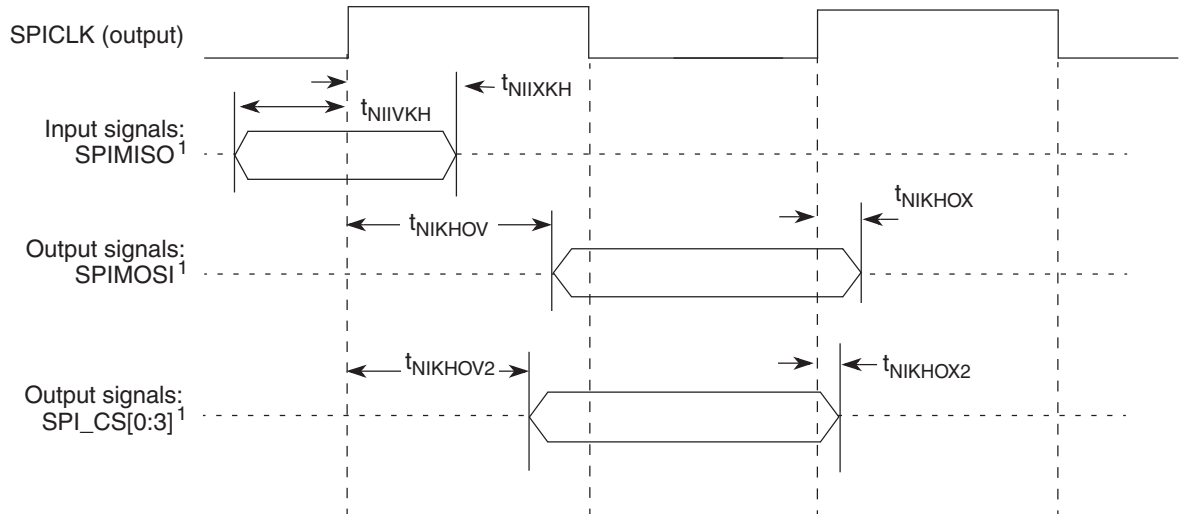 SPICLK (output)
tNIIXKH
tNIIVKH
Input signals:
SPIMISO1
tNIKHOX
tNIKHOV
Output signals:
SPIMOSI1
tNIKHOV2
tNIKHOX2
Output signals:
SPI_CS[0:3]1